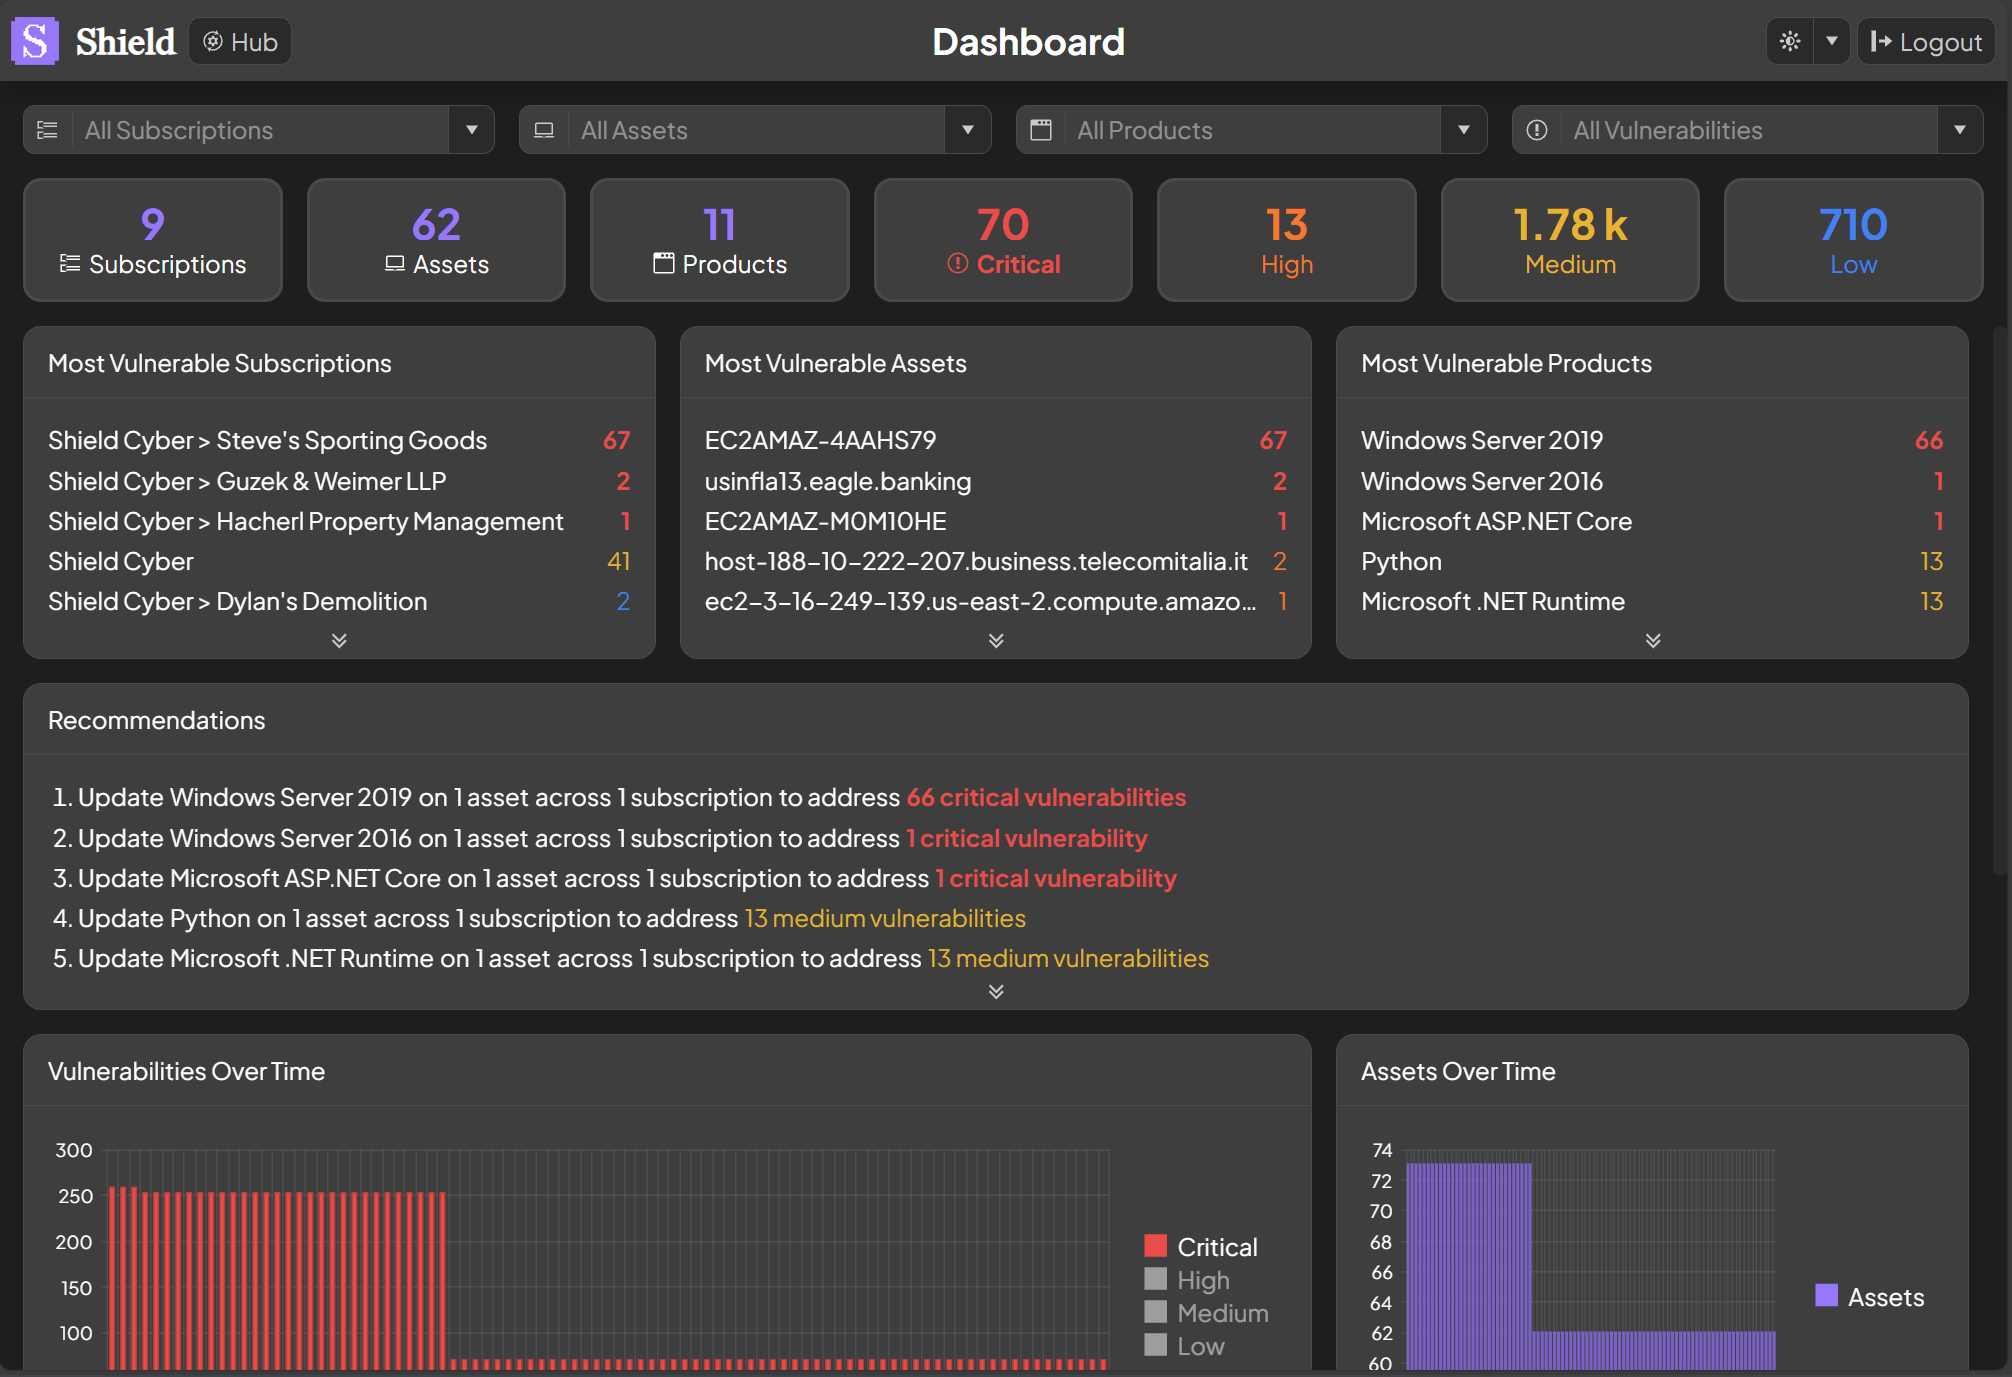 S Shield Hub Dashboard Logout
All Subscriptions All Assets All Products All Vulnerabilities
9 62 11 70 13 1.78 k 710
Subscriptions Assets Products Critical High Medium Low
Most Vulnerable Subscriptions
Shield Cyber > Steve's Sporting Goods 67
Shield Cyber > Guzek & Weimer LLP 2
Shield Cyber > Hacherl Property Management 1
Shield Cyber 41
Shield Cyber > Dylan's Demolition 2
Most Vulnerable Assets
EC2AMAZ-4AAHS79 67
usinfla13.eagle.banking 2
EC2AMAZ-M0M10HE 1
host-188-10-222-207.business.telecomitalia.it 2
ec2-3-16-249-139.us-east-2.compute.amazo... 1
Most Vulnerable Products
Windows Server 2019 66
Windows Server 2016 1
Microsoft ASP.NET Core 1
Python 13
Microsoft .NET Runtime 13
Recommendations
1. Update Windows Server 2019 on 1 asset across 1 subscription to address 66 critical vulnerabilities
2. Update Windows Server 2016 on 1 asset across 1 subscription to address 1 critical vulnerability
3. Update Microsoft ASP.NET Core on 1 asset across 1 subscription to address 1 critical vulnerability
4. Update Python on 1 asset across 1 subscription to address 13 medium vulnerabilities
5. Update Microsoft .NET Runtime on 1 asset across 1 subscription to address 13 medium vulnerabilities
Vulnerabilities Over Time
300
250
200
150
100
Critical
High
Medium
Low
Assets Over Time
74
72
70
68
66
64
62
60
Assets